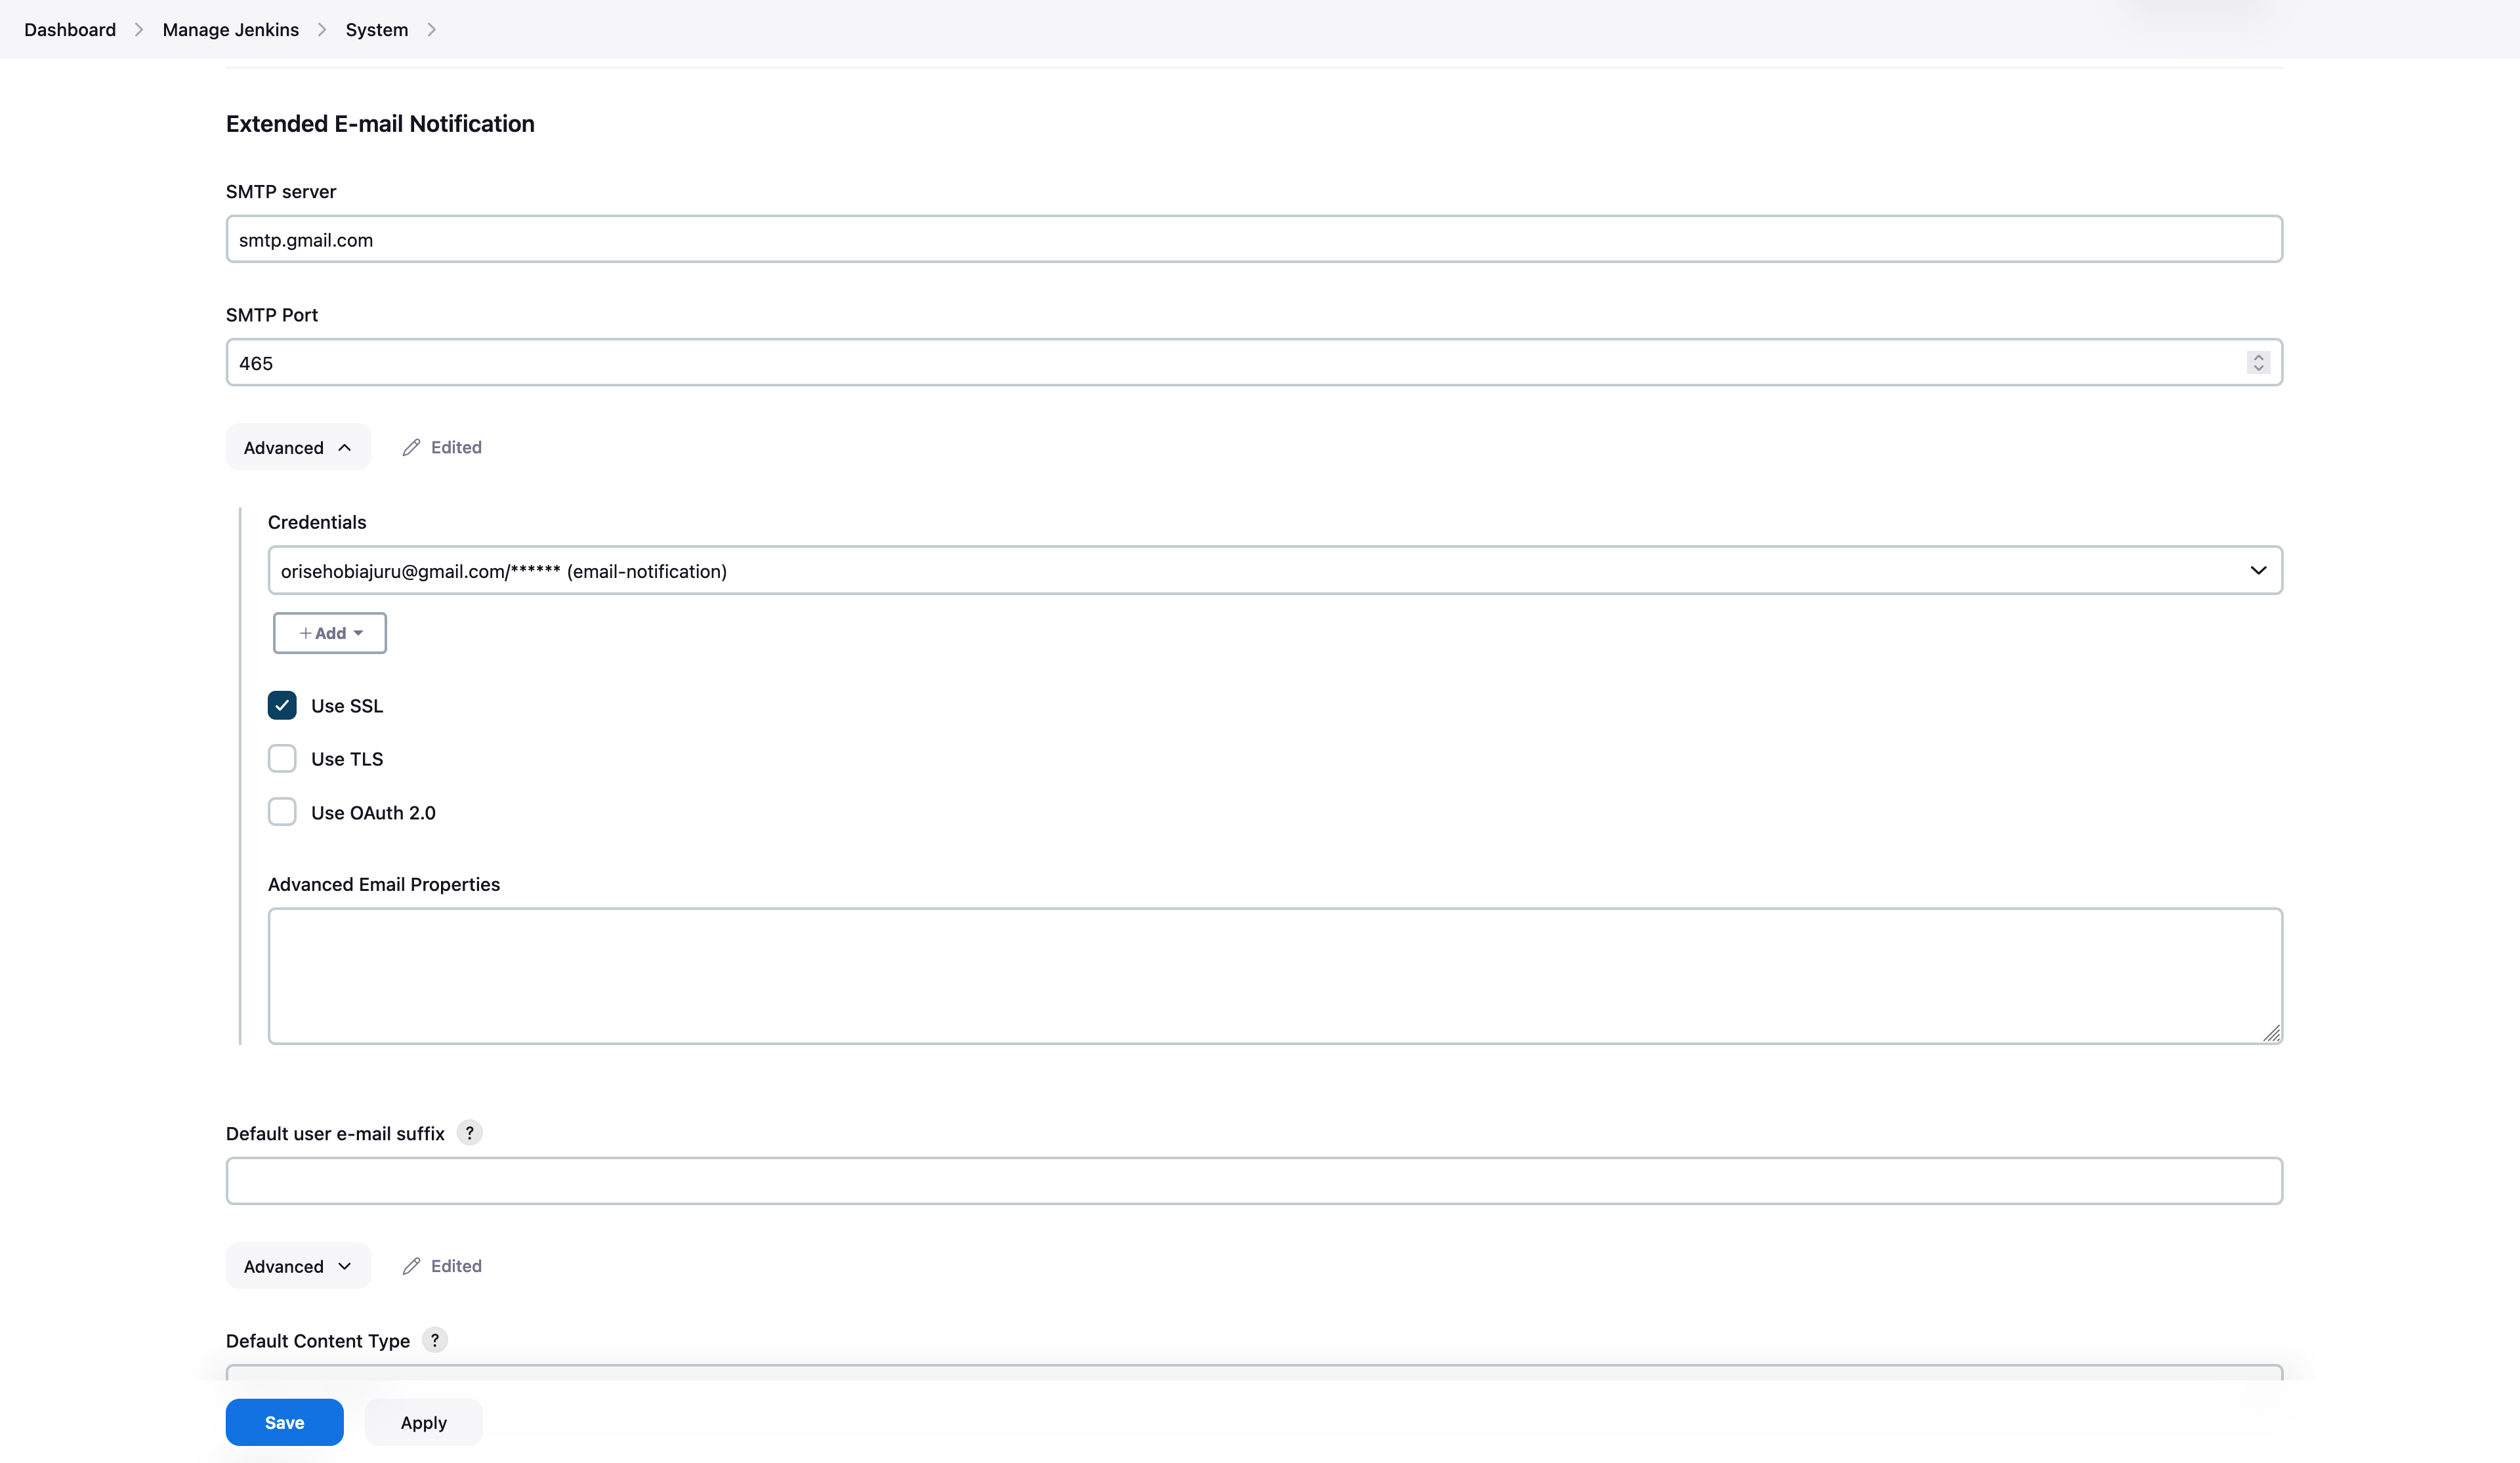 Dashboard > Manage Jenkins > System >
Extended E-mail Notification
SMTP server
smtp.gmail.com
SMTP Port
465
Advanced Edited
Credentials
orisehobiajuru@gmail.com/****** (email-notification)
+ Add
Use SSL
Use TLS
Use OAuth 2.0
Advanced Email Properties
Default user e-mail suffix ?
Advanced Edited
Default Content Type ?
Save Apply